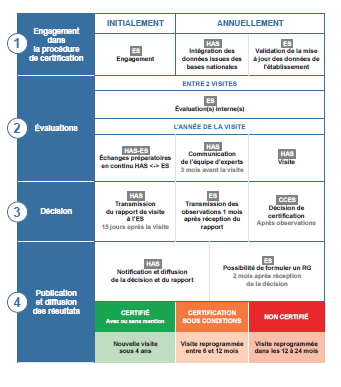 INITIALEMENT
ANNUELLEMENT
1
Engagement
dans
la procédure
de certification
ES
Engagement
HAS
Intégration des
données issues des
bases nationales
ES
Validation de la mise
à jour des données de
l'établissement
2
Évaluations
ENTRE 2 VISITES
ES
Évaluation(s) interne(s)
L'ANNÉE DE LA VISITE
HAS-ES
Échanges préparatoires
en continu HAS <-> ES
HAS
Communication
de l'équipe d'experts
3 mois avant la visite
HAS
Visite
3
Décision
HAS
Transmission
du rapport de visite
à l'ES
15 jours après la visite
ES
Transmission
des observations 1 mois
après réception du
rapport
CCES
Décision de
certification
Après observations
4
Publication
et diffusion
des résultats
HAS
Notification et diffusion
de la décision et du rapport
ES
Possibilité de formuler un RG
2 mois après réception
de la décision
CERTIFIÉ
Avec ou sans mention
CERTIFICATION
SOUS CONDITIONS
NON CERTIFIÉ
Nouvelle visite
sous 4 ans
Visite reprogrammée
entre 6 et 12 mois
Visite reprogrammée
dans les 12 à 24 mois